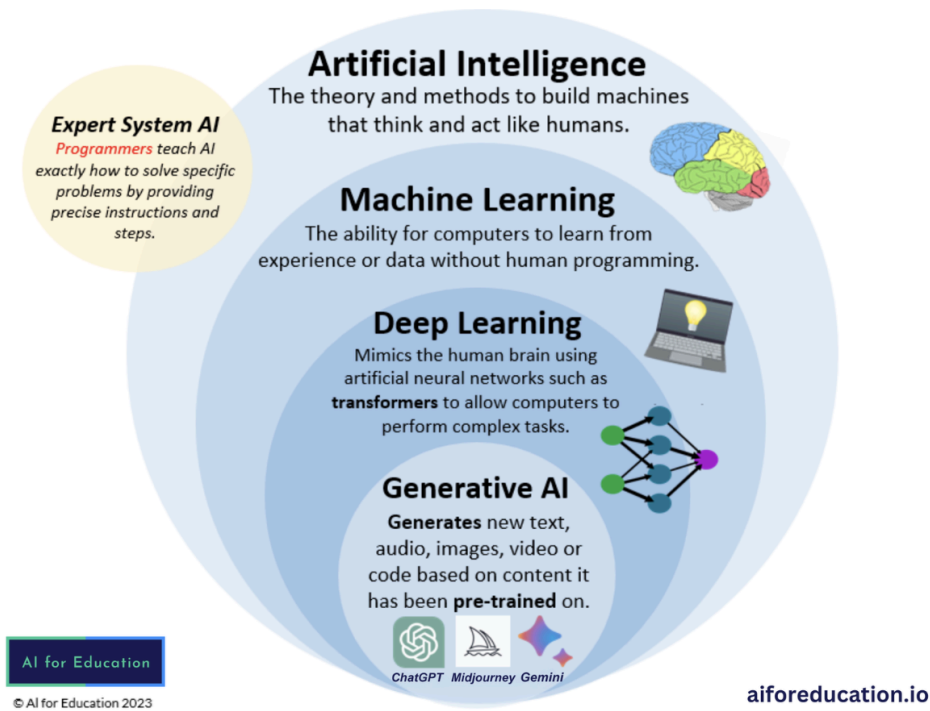 Artificial Intelligence
The theory and methods to build machines
that think and act like humans.
Expert System AI
Programmers teach AI
exactly how to solve specific
problems by providing
precise instructions and
steps.
Machine Learning
The ability for computers to learn from
experience or data without human programming.
Deep Learning
Mimics the human brain using
artificial neural networks such as
transformers to allow computers to
perform complex tasks.
Generative AI
Generates new text,
audio, images, video or
code based on content it
has been pre-trained on.
ChatGPT Midjourney Gemini
AI for Education
© AI for Education 2023
aiforeducation.io